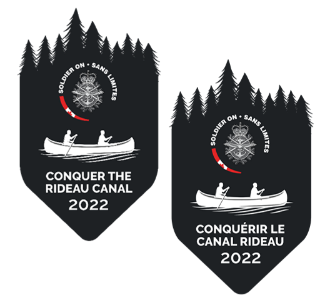 SOLDIER ON • SANS LIMITES
CONQUER THE
RIDEAU CANAL
2022
SOLDIER ON • SANS LIMITES
CONQUÉRIR LE
CANAL RIDEAU
2022